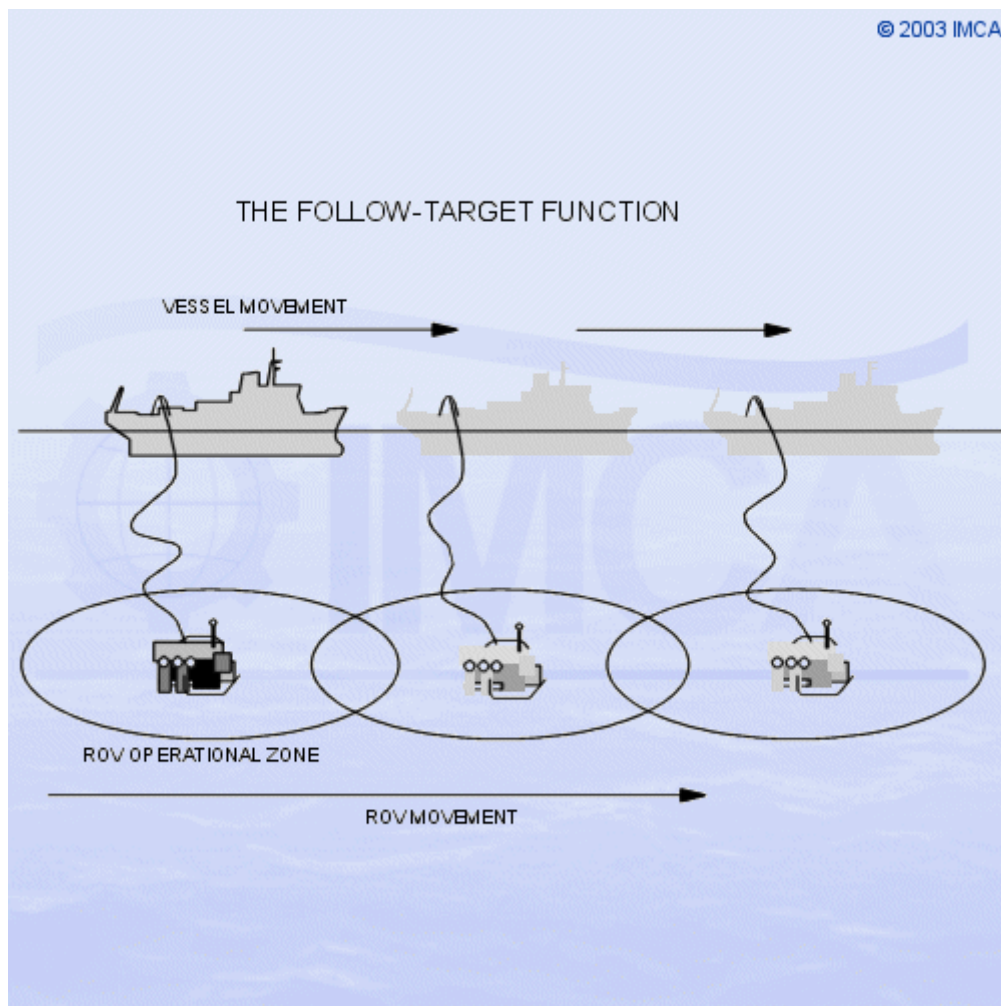 © 2003 IMCA
THE FOLLOW-TARGET FUNCTION
VESSEL MOVEMENT
IMCA
ROV OPERATIONAL ZONE
ROV MOVEMENT